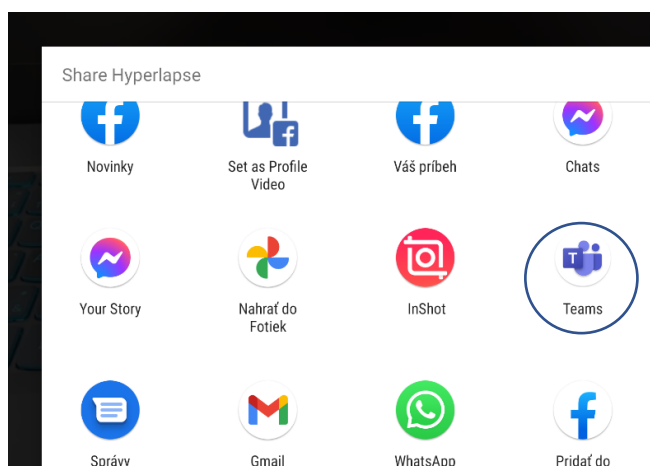 Share Hyperlapse
Novinky
Set as Profile
Video
Váš príbeh
Chats
Your Story
Nahrať do
Fotiek
InShot
T
Teams
Správy
Gmail
WhatsApp
Pridať do